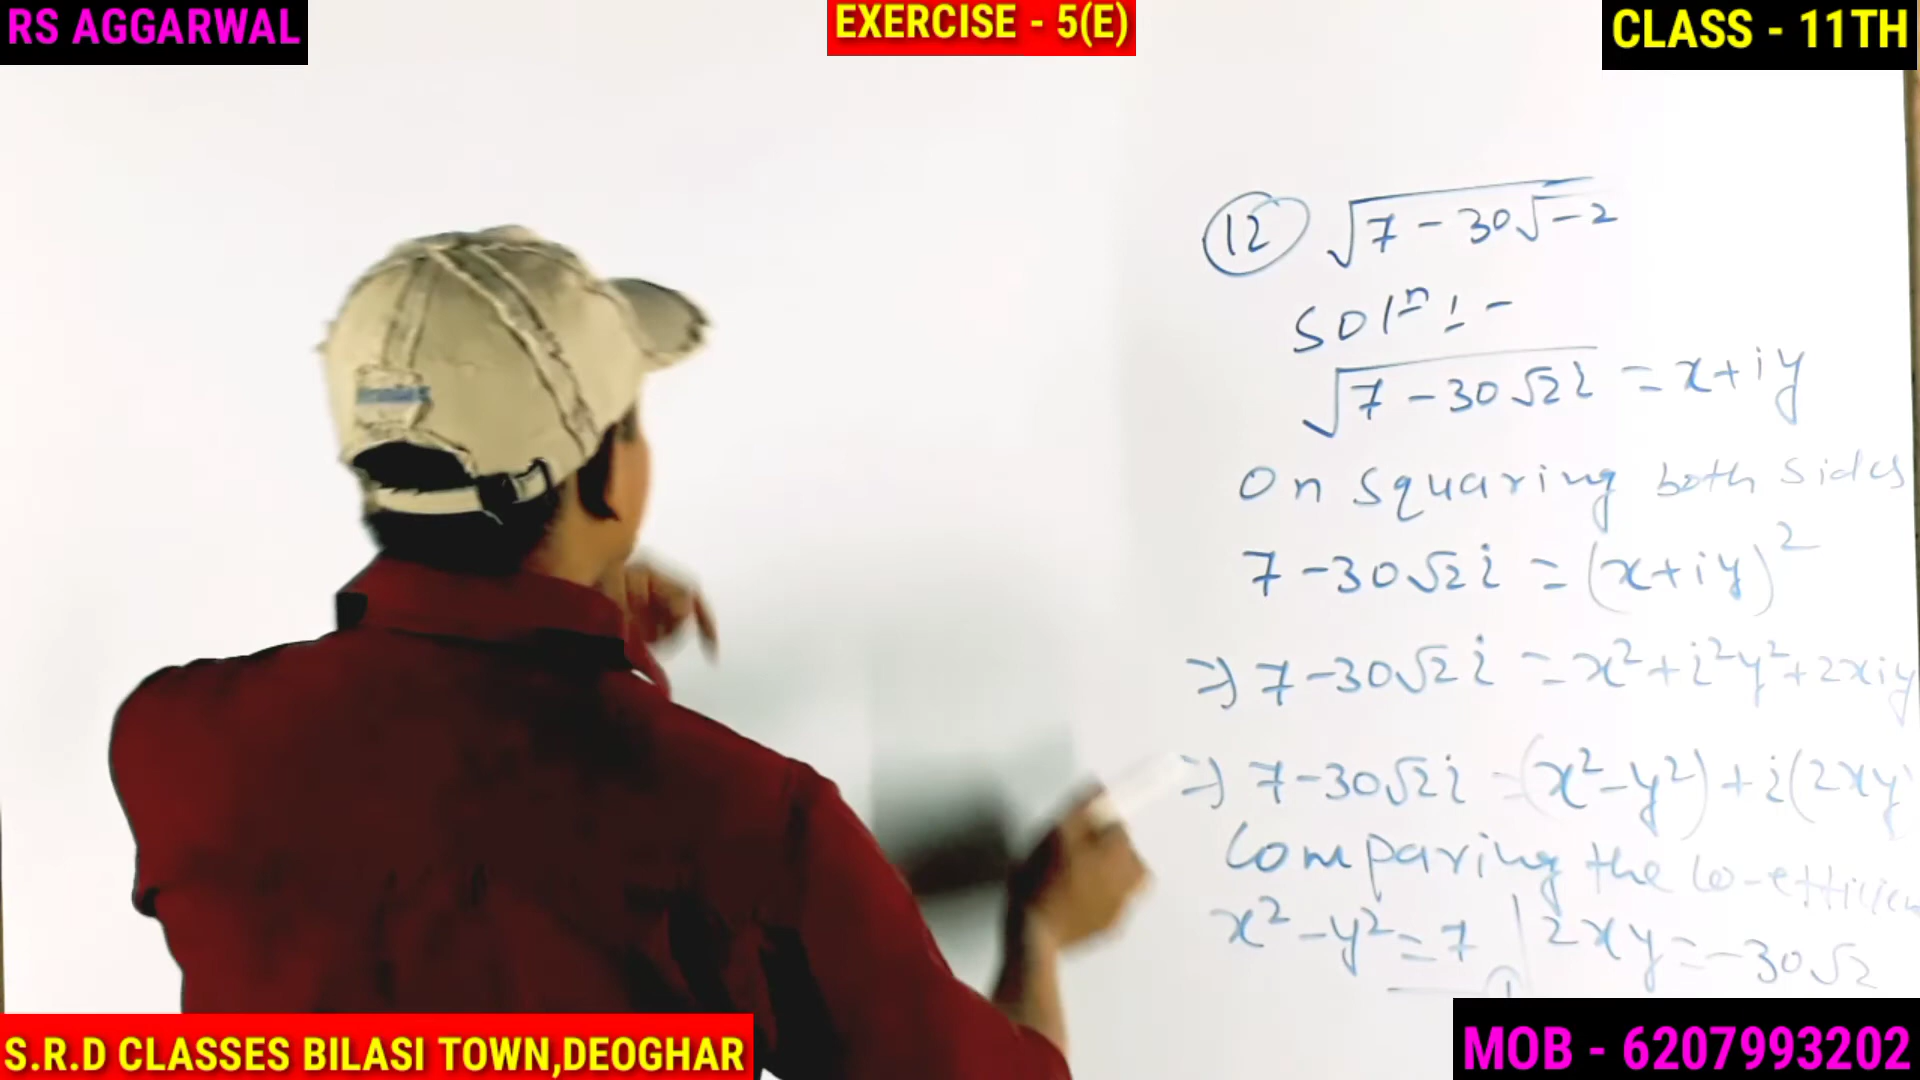 RS AGGARWAL
EXERCISE - 5(E)
CLASS - 11TH
12 √7-30√-2
Solⁿ:-
√7-30√2i = x+iy
On squaring both sides
7-30√2i = (x+iy)²
⇒ 7-30√2i = x²+i²y²+2xiy
⇒ 7-30√2i = (x²-y²)+i(2xy)
Comparing the
x²-y²=7 | 2xy=-30√2
S.R.D CLASSES BILASI TOWN,DEOGHAR
MOB - 6207993202